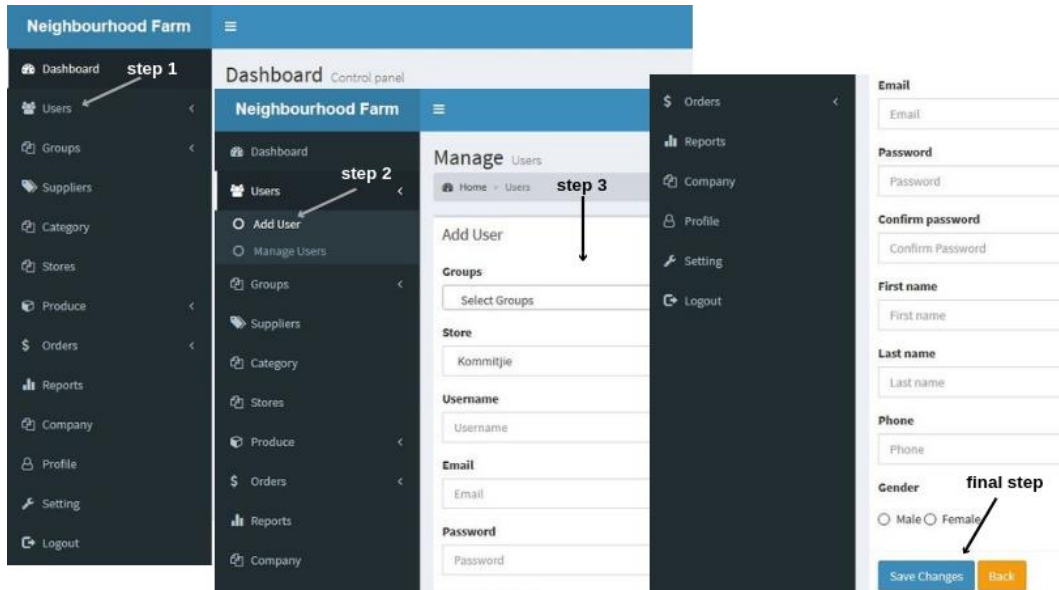 Neighbourhood Farm
Dashboard
step 1
Users
Groups
Suppliers
Category
Stores
Produce
$ Orders
Reports
Company
Profile
Setting
Logout
Dashboard Control panel
Neighbourhood Farm
Dashboard
step 2
Users
Add User
Manage Users
Groups
Suppliers
Category
Stores
Produce
$ Orders
Reports
Company
Manage Users
Home > Users
step 3
Add User
Groups
Select Groups
Store
Kommitjie
Username
Username
Email
Email
Password
Password
$ Orders
Reports
Company
Profile
Setting
Logout
Email
Email
Password
Password
Confirm password
Confirm Password
First name
First name
Last name
Last name
Phone
Phone
Gender
final step
Male Female
Save Changes Back